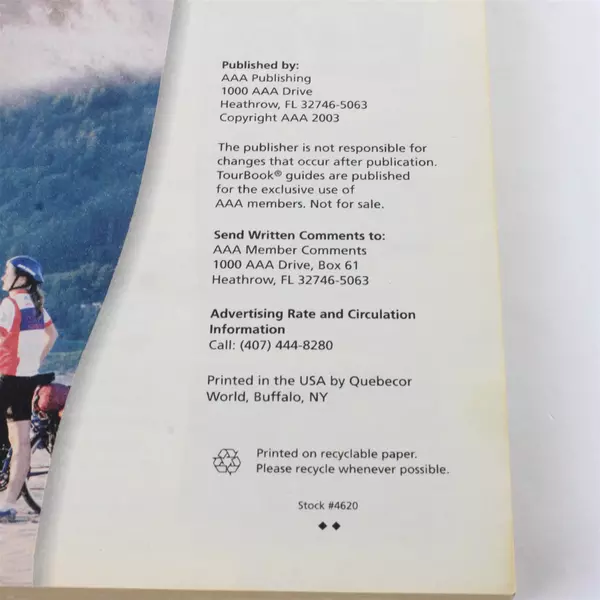 Published by:
AAA Publishing
1000 AAA Drive
Heathrow, FL 32746-5063
Copyright AAA 2003
The publisher is not responsible for
changes that occur after publication.
TourBook® guides are published
for the exclusive use of
AAA members. Not for sale.
Send Written Comments to:
AAA Member Comments
1000 AAA Drive, Box 61
Heathrow, FL 32746-5063
Advertising Rate and Circulation
Information
Call: (407) 444-8280
Printed in the USA by Quebecor
World, Buffalo, NY
Printed on recyclable paper.
Please recycle whenever possible.
Stock #4620